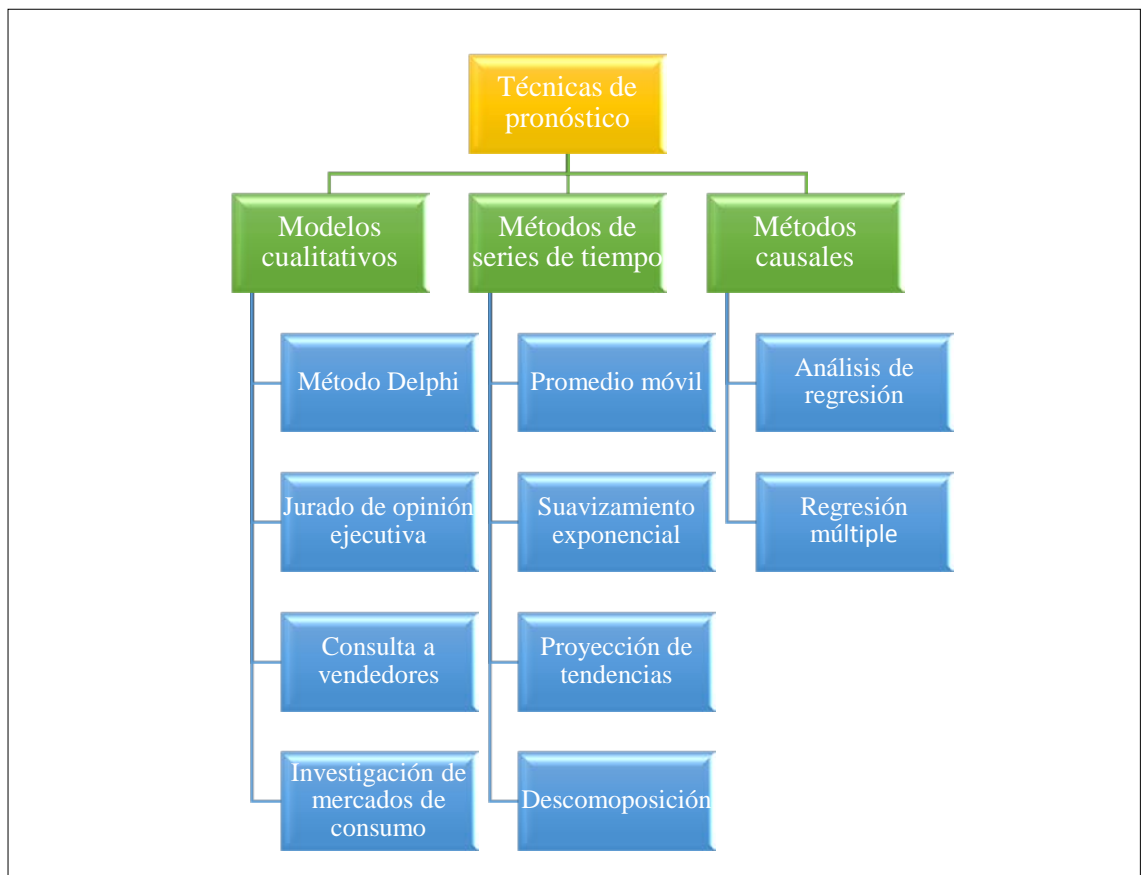 Técnicas de
pronóstico
Modelos
cualitativos
Métodos de
series de tiempo
Métodos
causales
Método Delphi
Promedio móvil
Análisis de
regresión
Jurado de opinión
ejecutiva
Suavizamiento
exponencial
Regresión
múltiple
Consulta a
vendedores
Proyección de
tendencias
Investigación de
mercados de
consumo
Descomoposición